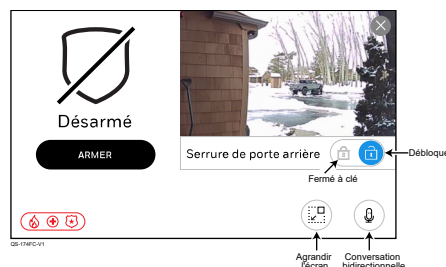 Désarmé
ARMER
Serrure de porte arrière
Débloqué
Fermé à clé
QS-174FC-V1
Agrandir
l'écran
Conversation
bidirectionnelle